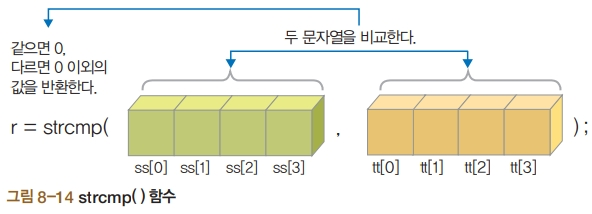 두 문자열을 비교한다.
같으면 0,
다르면 0 이외의
값을 반환한다.
r = strcmp( , ) ;
ss[0] ss[1] ss[2] ss[3] tt[0] tt[1] tt[2] tt[3]
그림 8-14 strcmp( ) 함수